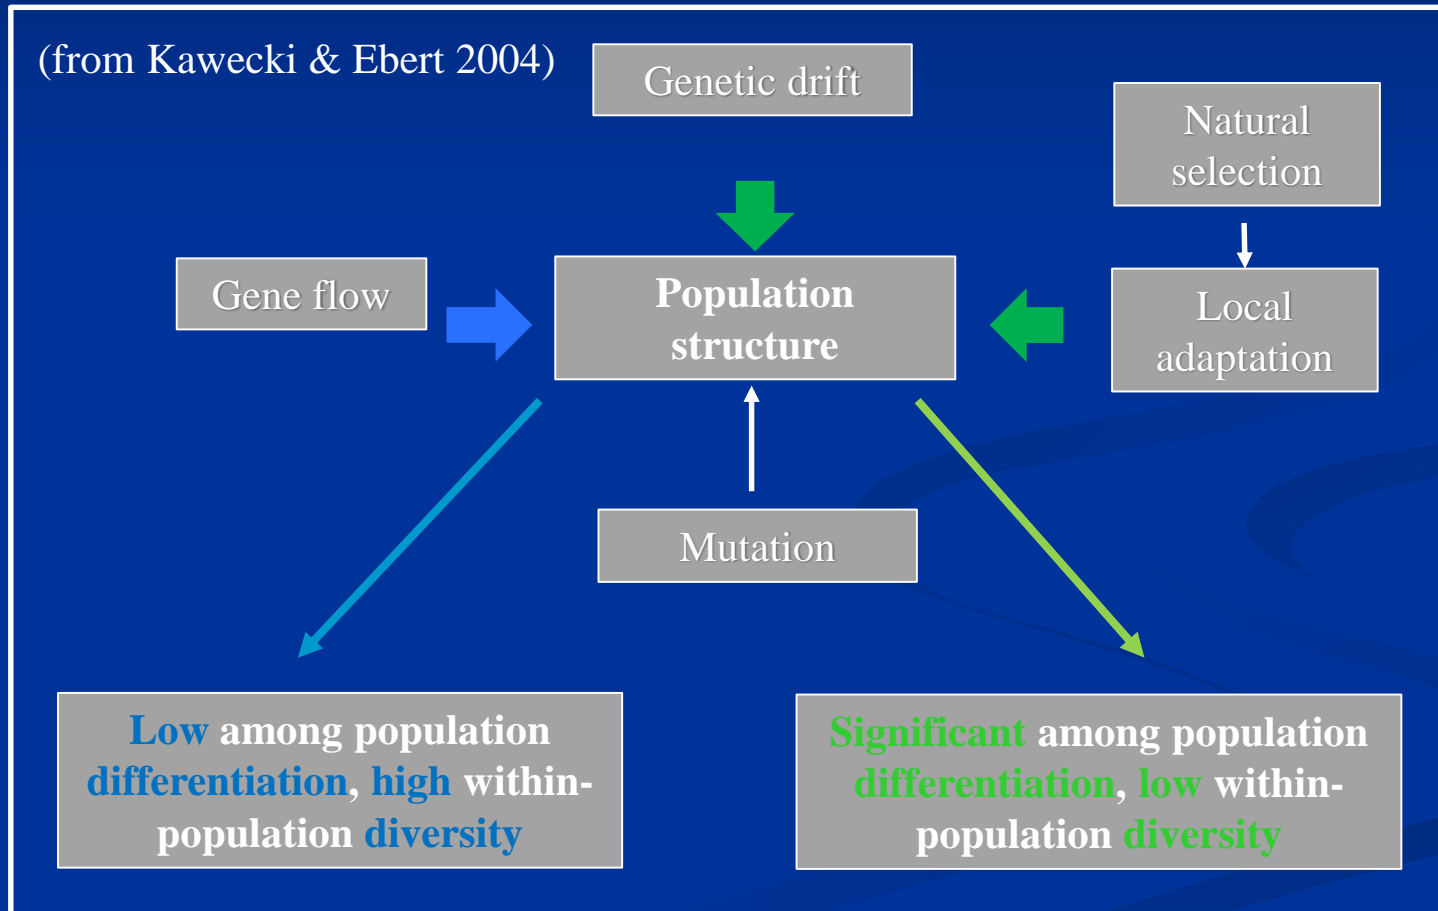 (from Kawecki & Ebert 2004)
Genetic drift
Natural
selection
Gene flow
Population
structure
Local
adaptation
Mutation
Low among population
differentiation, high within-
population diversity
Significant among population
differentiation, low within-
population diversity